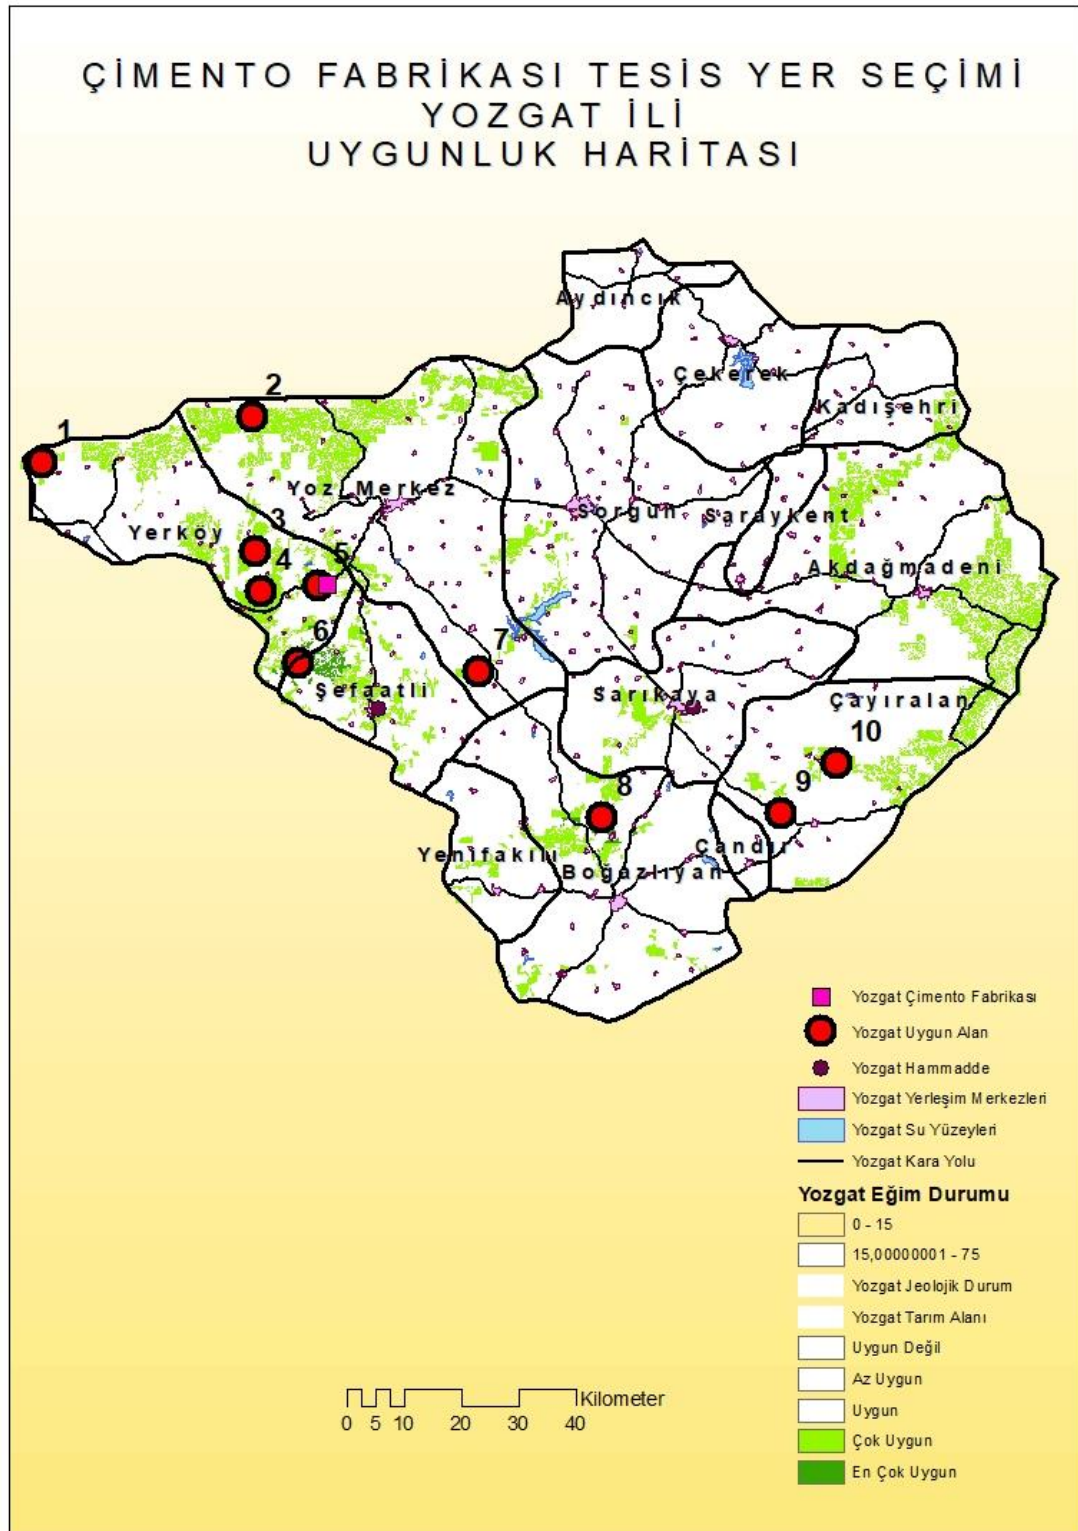 ÇİMENTO FABRİKASI TESİS YER SEÇİMİ
YOZGAT İLİ
UYGUNLUK HARİTASI
Aydıncık
Çekerek
Kadışehri
2
1
Yoz_Merkez
Sorgun
Saraykent
Yerköy
3
4
5
Akdağmadeni
6
7
Şefaatli
Sarıkaya
Çayıralan
10
9
8
Yenifakılı
Çandır
Boğazlıyan
Yozgat Çimento Fabrikası
Yozgat Uygun Alan
Yozgat Hammadde
Yozgat Yerleşim Merkezleri
Yozgat Su Yüzeyleri
Yozgat Kara Yolu
Yozgat Eğim Durumu
0 - 15
15,00000001 - 75
Yozgat Jeolojik Durum
Yozgat Tarım Alanı
Uygun Değil
Az Uygun
Uygun
Çok Uygun
En Çok Uygun
Kilometer
0 5 10 20 30 40